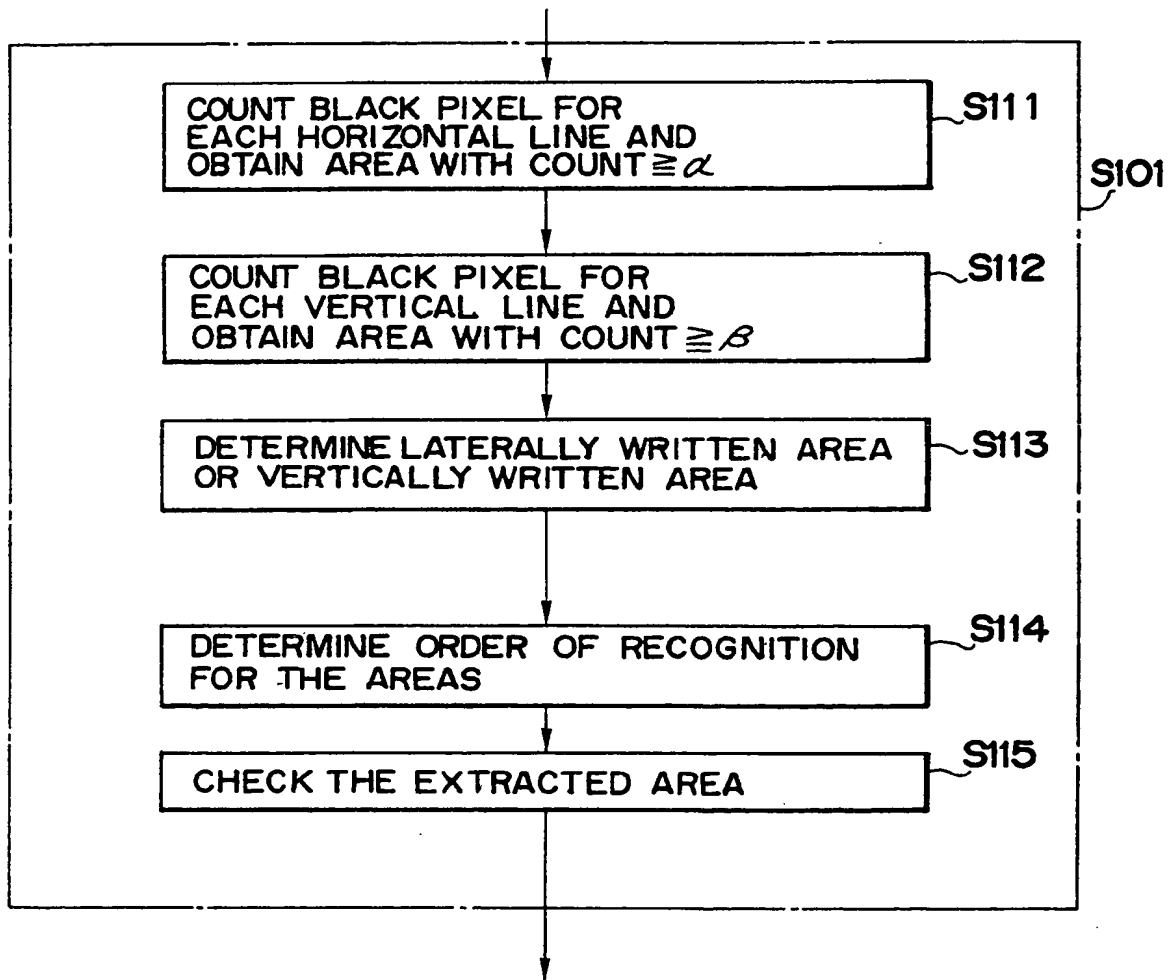 COUNT BLACK PIXEL FOR
EACH HORIZONTAL LINE AND
OBTAIN AREA WITH COUNT ≧ α
S111
S101
COUNT BLACK PIXEL FOR
EACH VERTICAL LINE AND
OBTAIN AREA WITH COUNT ≧ β
S112
DETERMINE LATERALLY WRITTEN AREA
OR VERTICALLY WRITTEN AREA
S113
DETERMINE ORDER OF RECOGNITION
FOR THE AREAS
S114
CHECK THE EXTRACTED AREA
S115